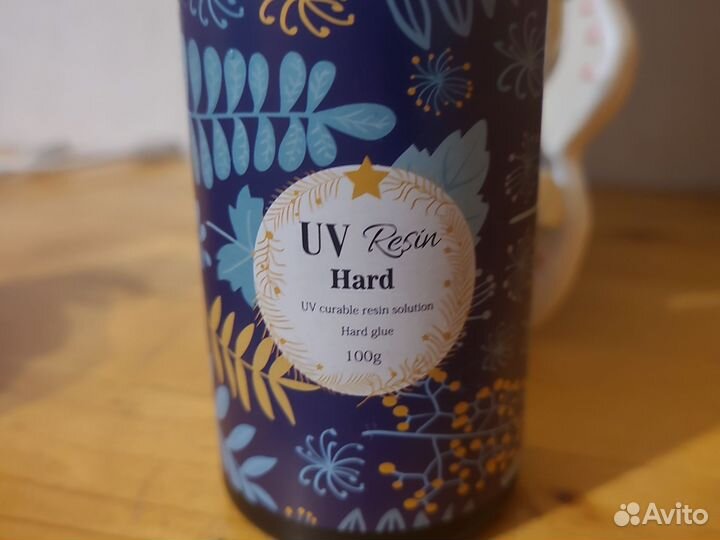 UV Resin
Hard
UV curable resin solution
Hard glue
100g
Avito